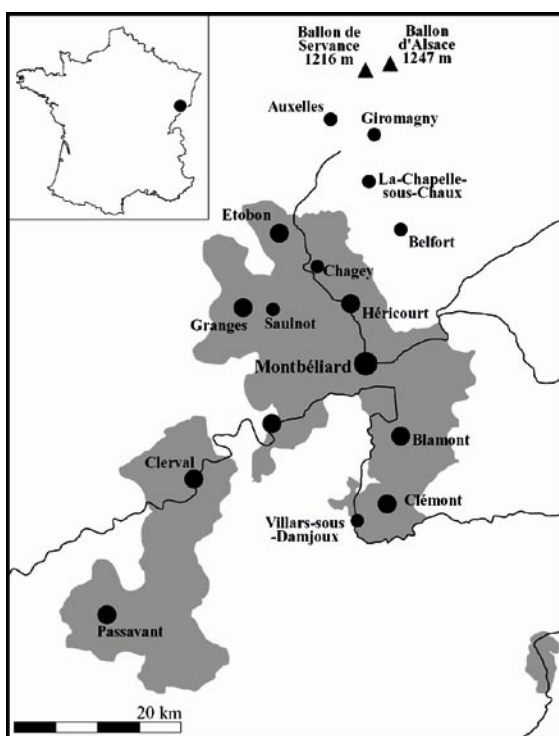 Ballon de
Servance
1216 m
Ballon
d'Alsace
1247 m
Auxelles
Giromagny
La-Chapelle-
sous-Chaux
Etobon
Belfort
Chagey
Héricourt
Granges
Saulnot
Montbéliard
Blamont
Clerval
Clémont
Villars-sous
-Damjoux
Passavant
20 km